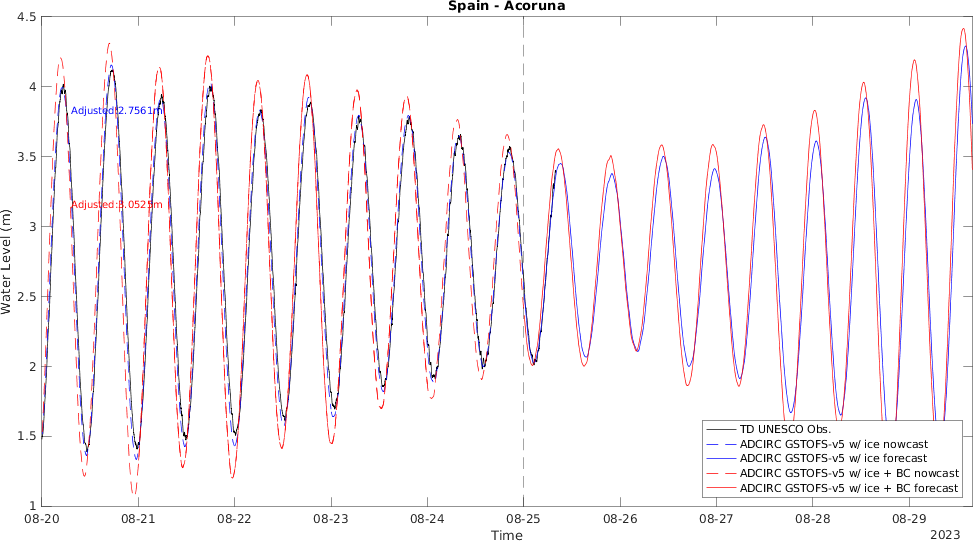 Spain - Acoruna
4.5
4
3.5
3
2.5
2
1.5
1
Water Level (m)
Adjusted:2.7561m
Adjusted:3.0525m
TD UNESCO Obs.
ADCIRC GSTOFS-v5 w/ ice nowcast
ADCIRC GSTOFS-v5 w/ ice forecast
ADCIRC GSTOFS-v5 w/ ice + BC nowcast
ADCIRC GSTOFS-v5 w/ ice + BC forecast
08-20 08-21 08-22 08-23 08-24 08-25 08-26 08-27 08-28 08-29
Time
2023